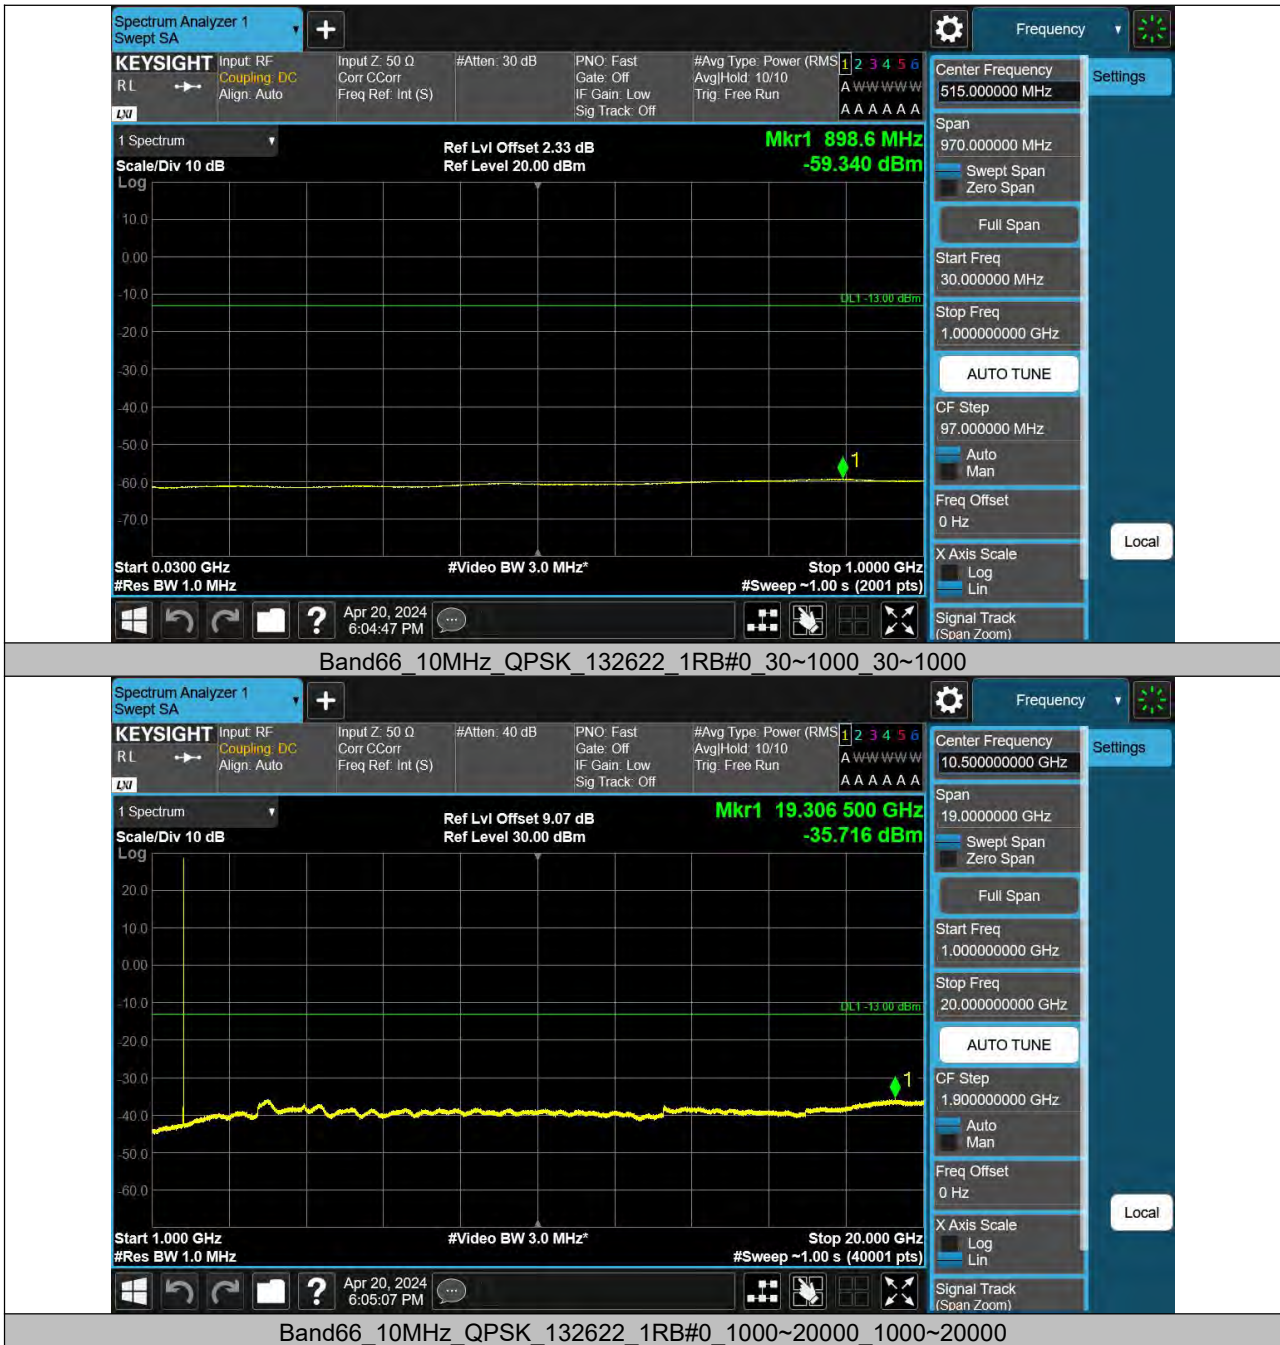 Spectrum Analyzer 1
Swept SA
Frequency
KEYSIGHT
RL
LXI
Input: RF
Coupling: DC
Align: Auto
Input Z: 50 Ω
Corr CCorr
Freq Ref: Int (S)
#Atten: 30 dB
PNO: Fast
Gate: Off
IF Gain: Low
Sig Track: Off
#Avg Type: Power (RMS
Avg|Hold: 10/10
Trig: Free Run
1 2 3 4 5 6
A W W W W W
A A A A A A
1 Spectrum
Scale/Div 10 dB
Log
Ref Lvl Offset 2.33 dB
Ref Level 20.00 dBm
Mkr1 898.6 MHz
-59.340 dBm
10.0
0.00
-10.0
-20.0
-30.0
-40.0
-50.0
-60.0
-70.0
DL1 -13.00 dBm
1
Start 0.0300 GHz
#Res BW 1.0 MHz
#Video BW 3.0 MHz*
Stop 1.0000 GHz
#Sweep ~1.00 s (2001 pts)
Apr 20, 2024
6:04:47 PM
Center Frequency
515.000000 MHz
Span
970.000000 MHz
Swept Span
Zero Span
Full Span
Start Freq
30.000000 MHz
Stop Freq
1.000000000 GHz
AUTO TUNE
CF Step
97.000000 MHz
Auto
Man
Freq Offset
0 Hz
X Axis Scale
Log
Lin
Signal Track
(Span Zoom)
Settings
Local
Band66_10MHz_QPSK_132622_1RB#0_30~1000_30~1000
Spectrum Analyzer 1
Swept SA
Frequency
KEYSIGHT
RL
LXI
Input: RF
Coupling: DC
Align: Auto
Input Z: 50 Ω
Corr CCorr
Freq Ref: Int (S)
#Atten: 40 dB
PNO: Fast
Gate: Off
IF Gain: Low
Sig Track: Off
#Avg Type: Power (RMS
Avg|Hold: 10/10
Trig: Free Run
1 2 3 4 5 6
A W W W W W
A A A A A A
1 Spectrum
Scale/Div 10 dB
Log
Ref Lvl Offset 9.07 dB
Ref Level 30.00 dBm
Mkr1 19.306 500 GHz
-35.716 dBm
20.0
10.0
0.00
-10.0
-20.0
-30.0
-40.0
-50.0
-60.0
DL1 -13.00 dBm
1
Start 1.000 GHz
#Res BW 1.0 MHz
#Video BW 3.0 MHz*
Stop 20.000 GHz
#Sweep ~1.00 s (40001 pts)
Apr 20, 2024
6:05:07 PM
Center Frequency
10.500000000 GHz
Span
19.0000000 GHz
Swept Span
Zero Span
Full Span
Start Freq
1.000000000 GHz
Stop Freq
20.000000000 GHz
AUTO TUNE
CF Step
1.900000000 GHz
Auto
Man
Freq Offset
0 Hz
X Axis Scale
Log
Lin
Signal Track
(Span Zoom)
Settings
Local
Band66_10MHz_QPSK_132622_1RB#0_1000~20000_1000~20000